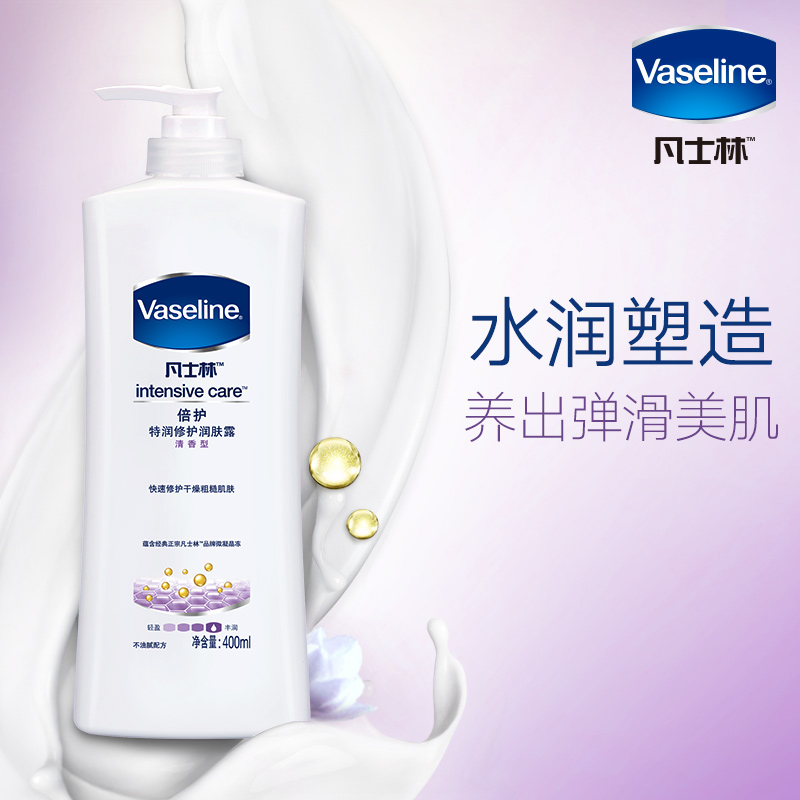 Vaseline®
凡士林™
水润塑造
养出弹滑美肌
Vaseline®
凡士林™
intensive care™
倍护
特润修护润肤露
清香型
快速修护干燥粗糙肌肤
蕴含经典正宗凡士林™品牌微凝晶冻
轻盈 丰润
不油腻配方 净含量:400ml